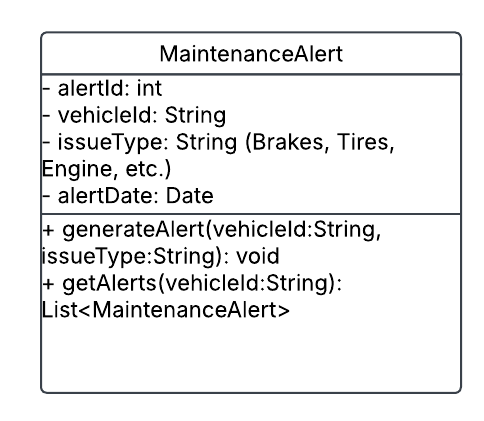 MaintenanceAlert
- alertId: int
- vehicleId: String
- issueType: String (Brakes, Tires,
Engine, etc.)
- alertDate: Date
+ generateAlert(vehicleId:String,
issueType:String): void
+ getAlerts(vehicleId:String):
List<MaintenanceAlert>